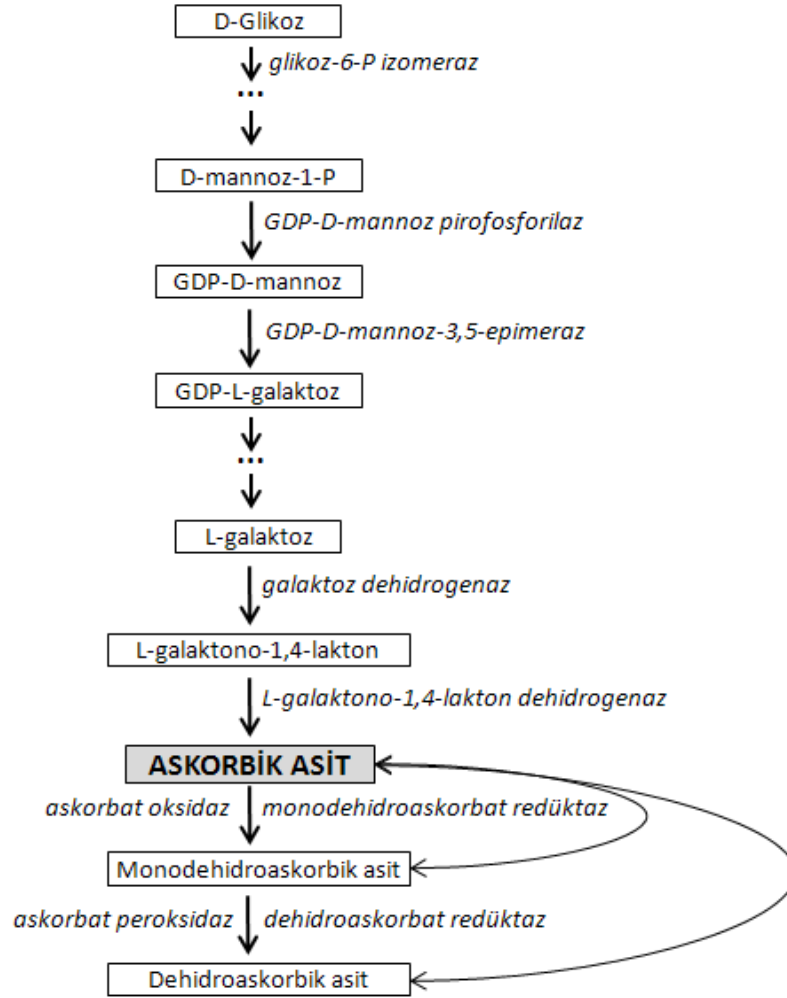 D-Glikoz
glikoz-6-P izomeraz
...
D-mannoz-1-P
GDP-D-mannoz pirofosforilaz
GDP-D-mannoz
GDP-D-mannoz-3,5-epimeraz
GDP-L-galaktoz
...
L-galaktoz
galaktoz dehidrogenaz
L-galaktono-1,4-lakton
L-galaktono-1,4-lakton dehidrogenaz
ASKORBİK ASİT
askorbat oksidaz monodehidroaskorbat redüktaz
Monodehidroaskorbik asit
askorbat peroksidaz dehidroaskorbat redüktaz
Dehidroaskorbik asit